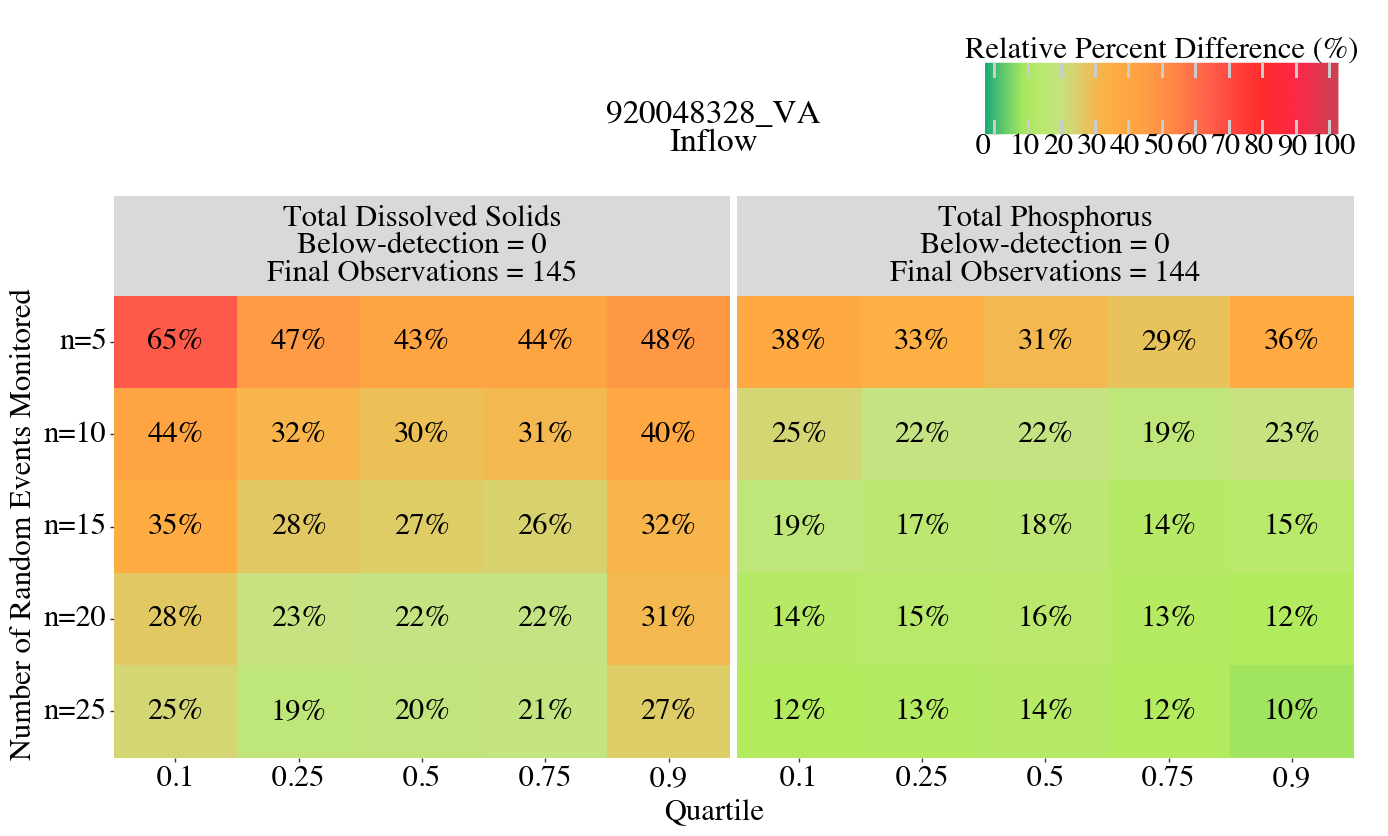 Relative Percent Difference (%)
0 10 20 30 40 50 60 70 80 90 100
920048328_VA
Inflow
Total Dissolved Solids
Below-detection = 0
Final Observations = 145
Total Phosphorus
Below-detection = 0
Final Observations = 144
Number of Random Events Monitored
n=5 65% 47% 43% 44% 48% 38% 33% 31% 29% 36%
n=10 44% 32% 30% 31% 40% 25% 22% 22% 19% 23%
n=15 35% 28% 27% 26% 32% 19% 17% 18% 14% 15%
n=20 28% 23% 22% 22% 31% 14% 15% 16% 13% 12%
n=25 25% 19% 20% 21% 27% 12% 13% 14% 12% 10%
0.1 0.25 0.5 0.75 0.9 0.1 0.25 0.5 0.75 0.9
Quartile